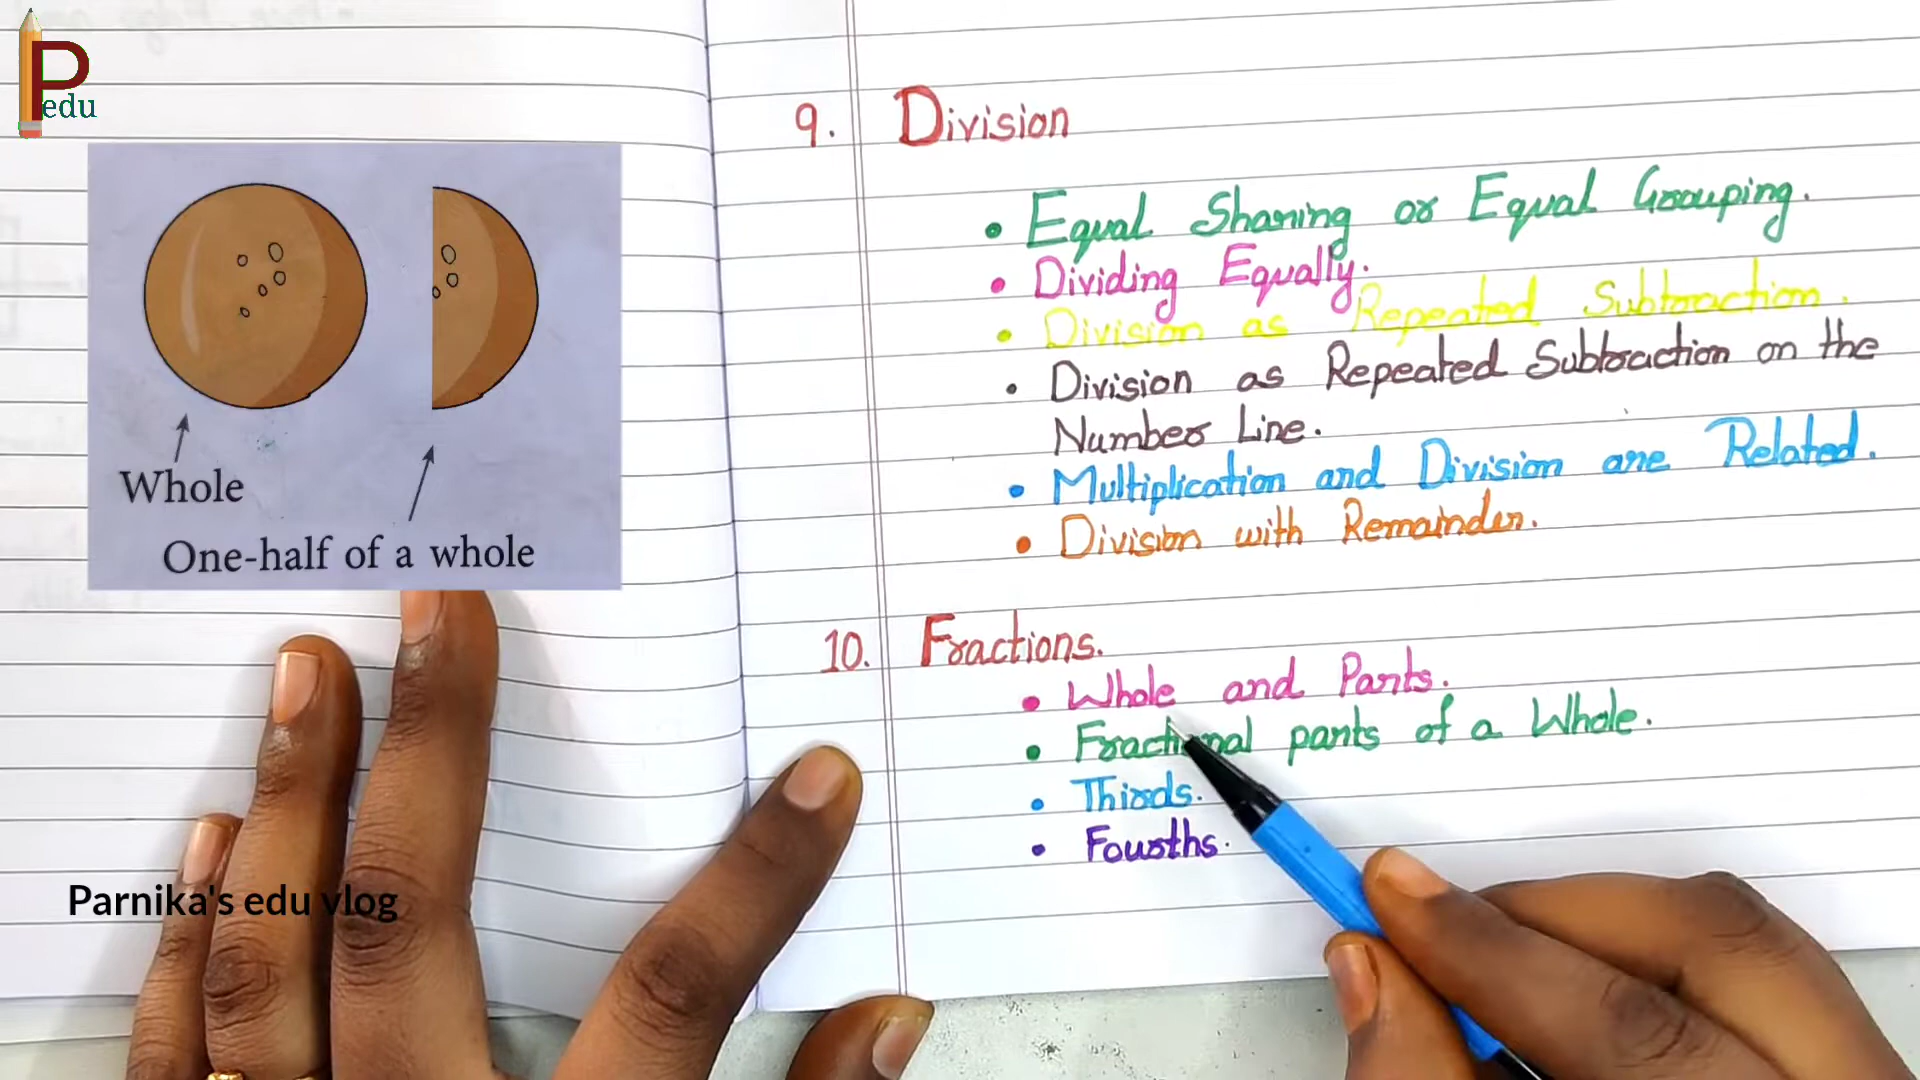 P
edu
Whole
One-half of a whole
Parnika's edu vlog
9. Division
• Equal Sharing or Equal Grouping.
• Dividing Equally.
• Division as Repeated Subtraction.
• Division as Repeated Subtraction on the
Number Line.
• Multiplication and Division are Related.
• Division with Remainder.
10. Fractions.
• Whole and Parts.
• Fractional parts of a Whole.
• Thirds.
• Fourths.